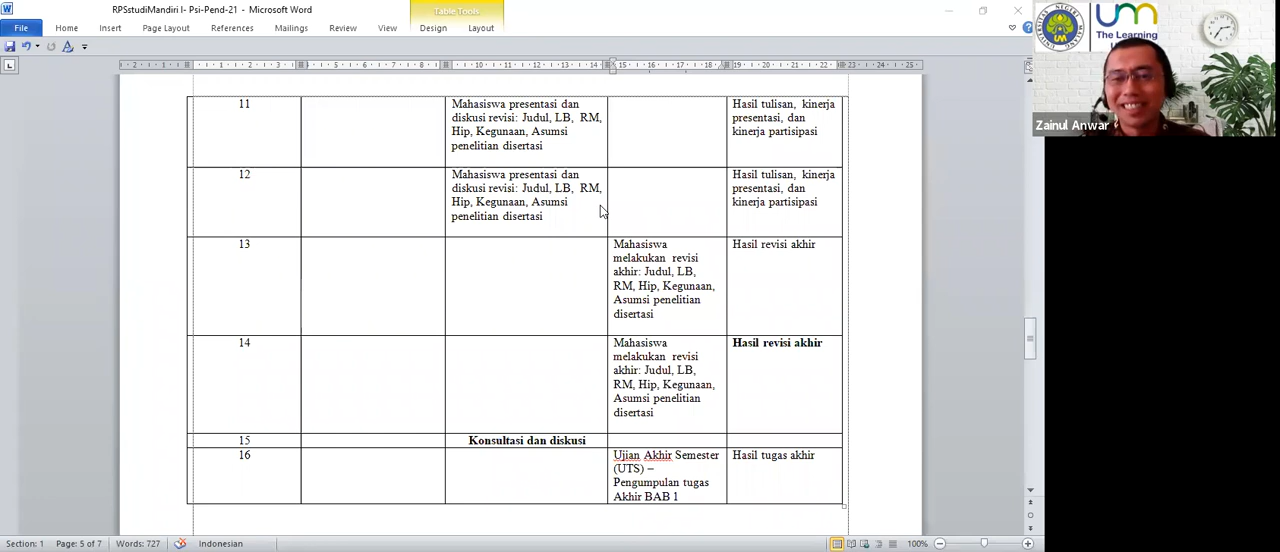 RPSstudiMandiri I- Psi-Pend-21 - Microsoft Word
Table Tools
File Home Insert Page Layout References Mailings Review View Design Layout
11
Mahasiswa presentasi dan
diskusi revisi: Judul, LB, RM,
Hip, Kegunaan, Asumsi
penelitian disertasi
Hasil tulisan, kinerja
presentasi, dan
kinerja partisipasi
12
Mahasiswa presentasi dan
diskusi revisi: Judul, LB, RM,
Hip, Kegunaan, Asumsi
penelitian disertasi
Hasil tulisan, kinerja
presentasi, dan
kinerja partisipasi
13
Mahasiswa
melakukan revisi
akhir: Judul, LB,
RM, Hip, Kegunaan,
Asumsi penelitian
disertasi
Hasil revisi akhir
14
Mahasiswa
melakukan revisi
akhir: Judul, LB,
RM, Hip, Kegunaan,
Asumsi penelitian
disertasi
Hasil revisi akhir
15
Konsultasi dan diskusi
16
Ujian Akhir Semester
(UTS) –
Pengumpulan tugas
Akhir BAB 1
Hasil tugas akhir
Section: 1 Page: 5 of 7 Words: 727 Indonesian 100%
UNIVERSITAS NEGERI MALANG
UM
um
The Learning
Zainul Anwar